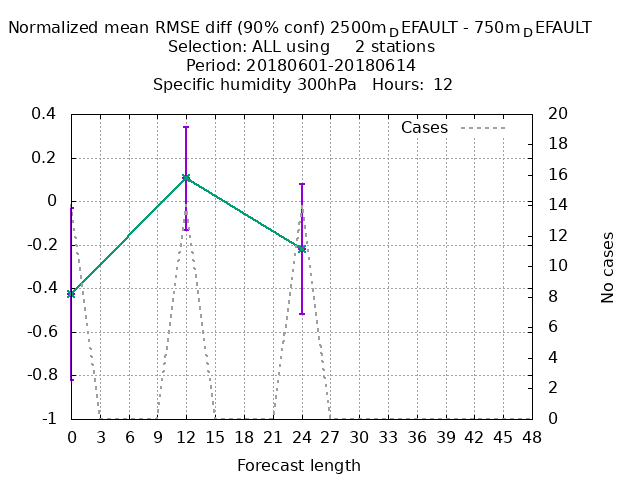 Normalized mean RMSE diff (90% conf) 2500mDEFAULT - 750mDEFAULT
Selection: ALL using 2 stations
Period: 20180601-20180614
Specific humidity 300hPa Hours: 12
Cases
0.4
0.2
0
-0.2
-0.4
-0.6
-0.8
-1
20
18
16
14
12
10
8
6
4
2
0
No cases
0 3 6 9 12 15 18 21 24 27 30 33 36 39 42 45 48
Forecast length